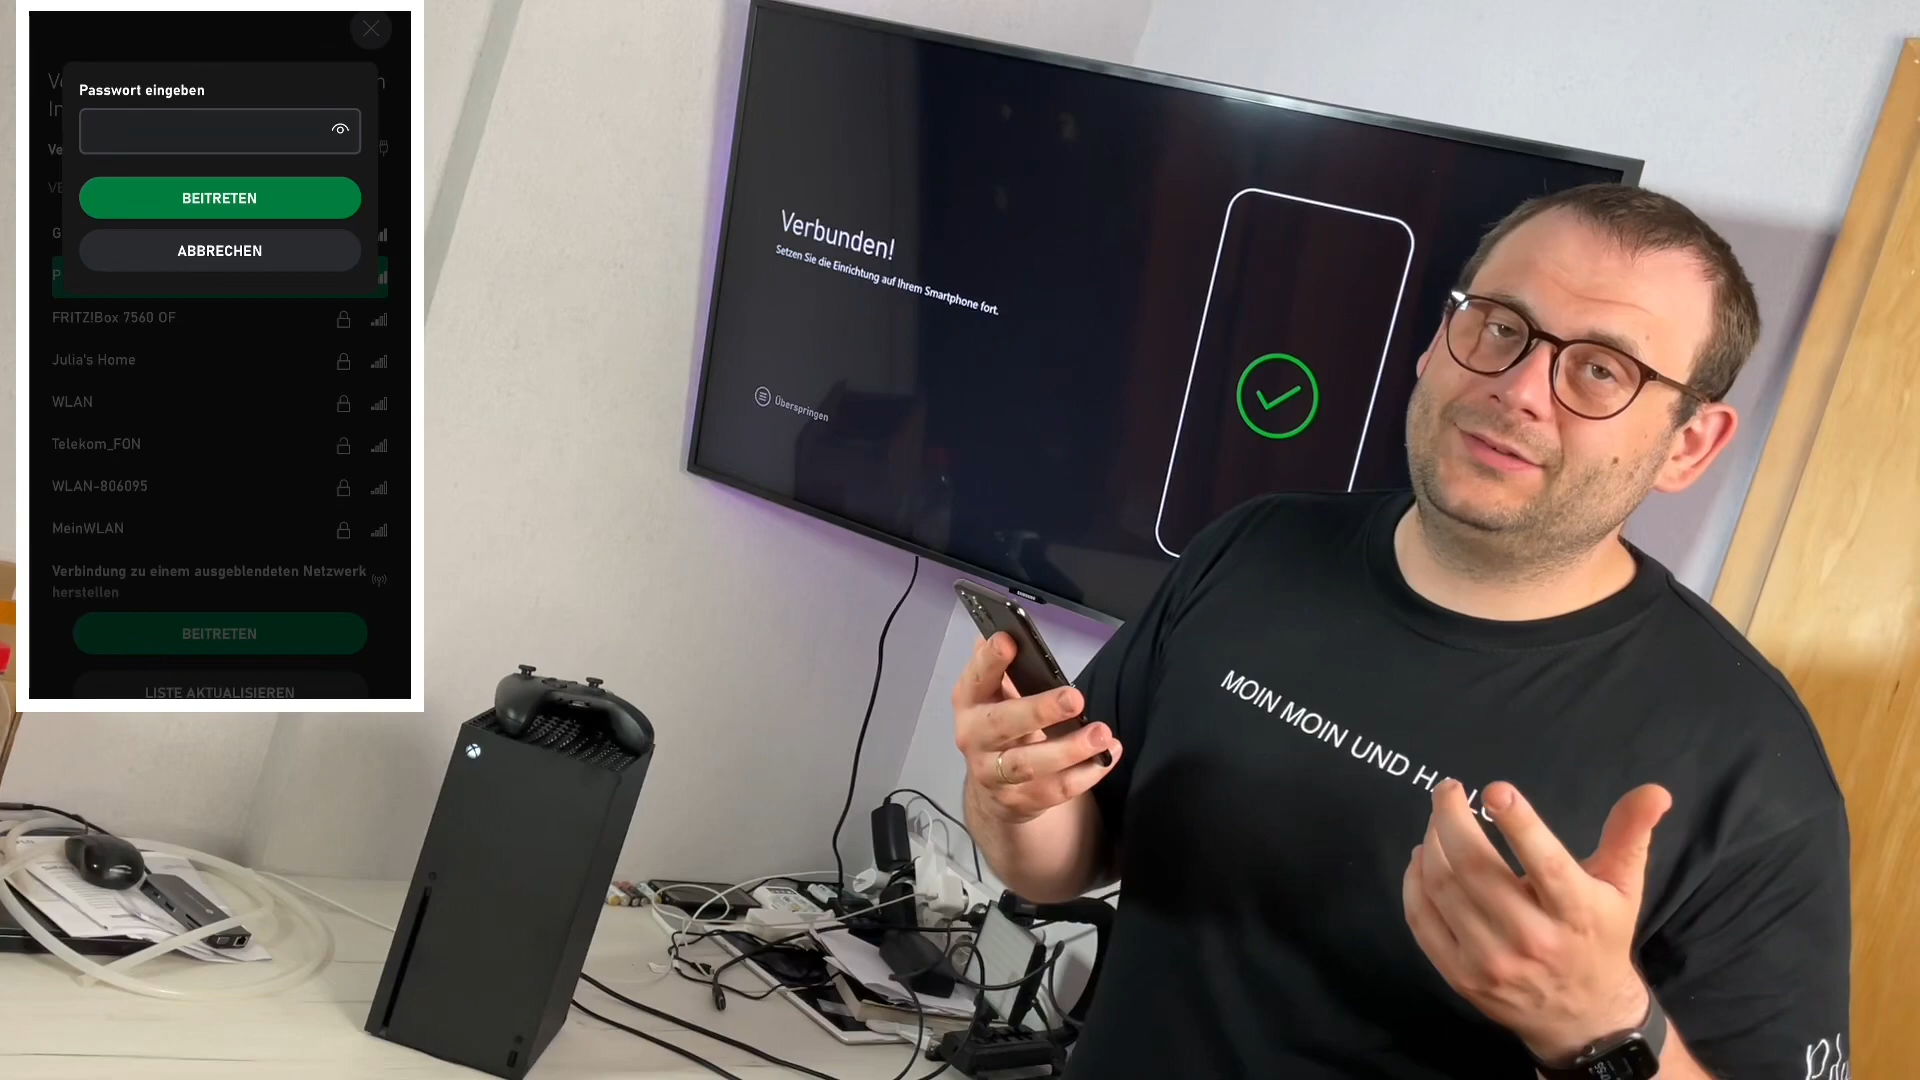 Passwort eingeben
BEITRETEN
ABBRECHEN
FRITZ!Box 7560 OF
Julia's Home
WLAN
Telekom_FON
WLAN-806095
MeinWLAN
Verbindung zu einem ausgeblendeten Netzwerk
herstellen
BEITRETEN
LISTE AKTUALISIEREN
Verbunden!
Setzen Sie die Einrichtung auf Ihrem Smartphone fort.
Überspringen
SAMSUNG
MOIN MOIN UND